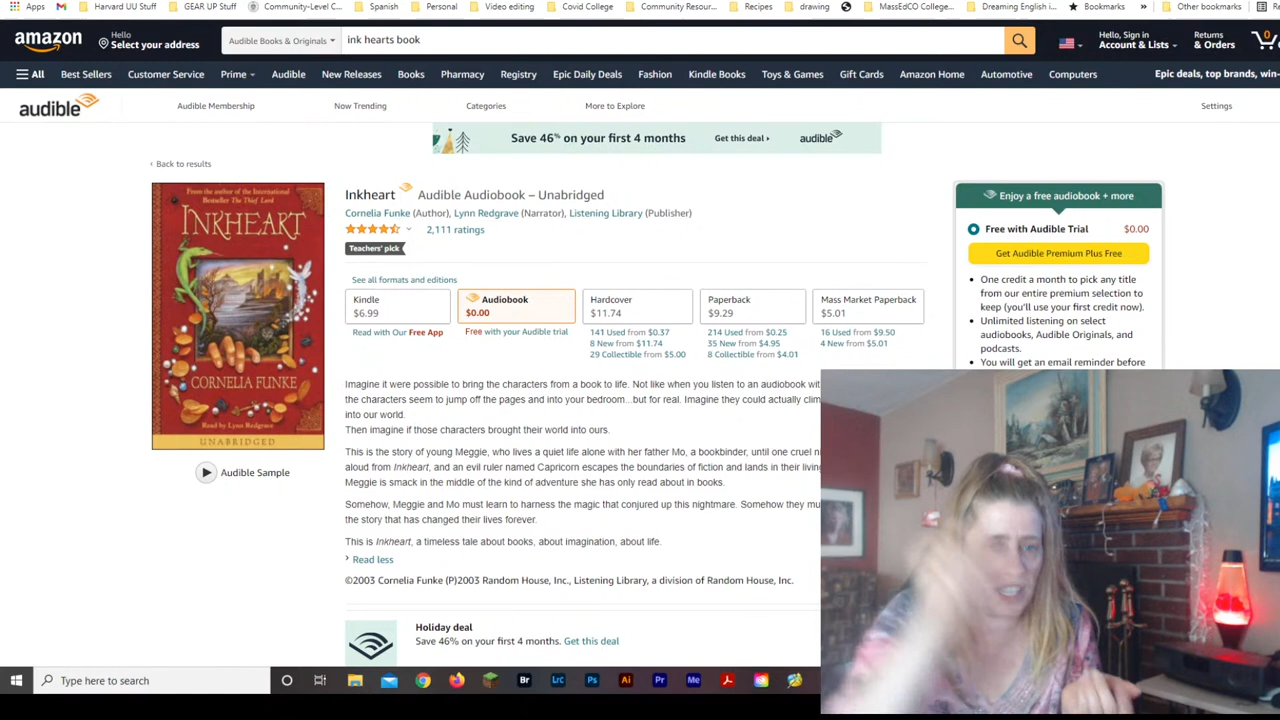 Apps Harvard UU Stuff GEAR UP Stuff Community-Level C... Spanish Personal Video editing Covid College Community Resour... Recipes drawing MassEdCO College... Dreaming English i... Bookmarks » Other bookmarks
amazon Hello Select your address Audible Books & Originals ink hearts book Hello, Sign in Account & Lists Returns & Orders 0
All Best Sellers Customer Service Prime Audible New Releases Books Pharmacy Registry Epic Daily Deals Fashion Kindle Books Toys & Games Gift Cards Amazon Home Automotive Computers Epic deals, top brands, win-
audible Audible Membership Now Trending Categories More to Explore Settings
Save 46% on your first 4 months Get this deal › audible
‹ Back to results
From the author of the International
Bestseller The Thief Lord
INKHEART
CORNELIA FUNKE
Read by Lynn Redgrave
UNABRIDGED
Audible Sample
Inkheart Audible Audiobook – Unabridged
Cornelia Funke (Author), Lynn Redgrave (Narrator), Listening Library (Publisher)
2,111 ratings
Teachers' pick
See all formats and editions
Kindle
$6.99
Read with Our Free App
Audiobook
$0.00
Free with your Audible trial
Hardcover
$11.74
141 Used from $0.37
8 New from $11.74
29 Collectible from $5.00
Paperback
$9.29
214 Used from $0.25
35 New from $4.95
8 Collectible from $4.01
Mass Market Paperback
$5.01
16 Used from $9.50
4 New from $5.01
Imagine it were possible to bring the characters from a book to life. Not like when you listen to an audiobook wit
the characters seem to jump off the pages and into your bedroom...but for real. Imagine they could actually clim
into our world.
Then imagine if those characters brought their world into ours.
This is the story of young Meggie, who lives a quiet life alone with her father Mo, a bookbinder, until one cruel n
aloud from Inkheart, and an evil ruler named Capricorn escapes the boundaries of fiction and lands in their living
Meggie is smack in the middle of the kind of adventure she has only read about in books.
Somehow, Meggie and Mo must learn to harness the magic that conjured up this nightmare. Somehow they mu
the story that has changed their lives forever.
This is Inkheart, a timeless tale about books, about imagination, about life.
Read less
©2003 Cornelia Funke (P)2003 Random House, Inc., Listening Library, a division of Random House, Inc.
Holiday deal
Save 46% on your first 4 months. Get this deal
Enjoy a free audiobook + more
Free with Audible Trial $0.00
Get Audible Premium Plus Free
• One credit a month to pick any title
from our entire premium selection to
keep (you'll use your first credit now).
• Unlimited listening on select
audiobooks, Audible Originals, and
podcasts.
• You will get an email reminder before
Type here to search
Br Lrc Ps Ai Pr Me